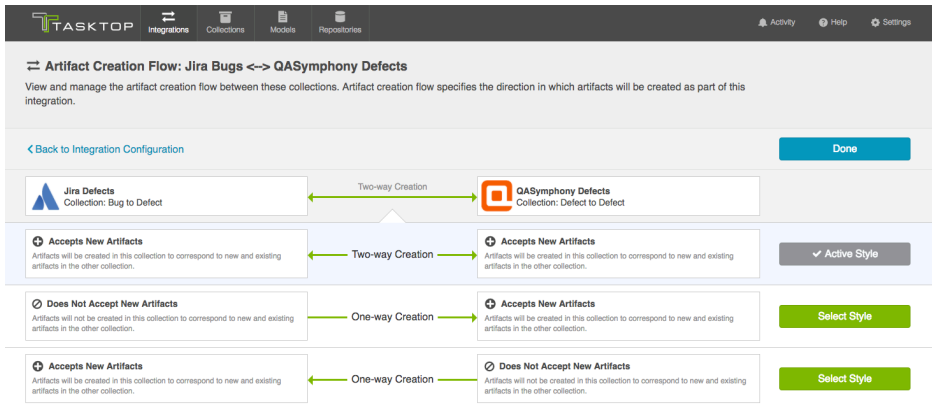 TASKTOP
Integrations
Collections
Models
Repositories
Activity
Help
Settings
Artifact Creation Flow: Jira Bugs <--> QASymphony Defects
View and manage the artifact creation flow between these collections. Artifact creation flow specifies the direction in which artifacts will be created as part of this
integration.
Back to Integration Configuration
Done
Jira Defects
Collection: Bug to Defect
Two-way Creation
QASymphony Defects
Collection: Defect to Defect
Accepts New Artifacts
Artifacts will be created in this collection to correspond to new and existing
artifacts in the other collection.
Two-way Creation
Accepts New Artifacts
Artifacts will be created in this collection to correspond to new and existing
artifacts in the other collection.
Active Style
Does Not Accept New Artifacts
Artifacts will not be created in this collection to correspond to new and existing
artifacts in the other collection.
One-way Creation
Accepts New Artifacts
Artifacts will be created in this collection to correspond to new and existing
artifacts in the other collection.
Select Style
Accepts New Artifacts
Artifacts will be created in this collection to correspond to new and existing
artifacts in the other collection.
One-way Creation
Does Not Accept New Artifacts
Artifacts will not be created in this collection to correspond to new and existing
artifacts in the other collection.
Select Style